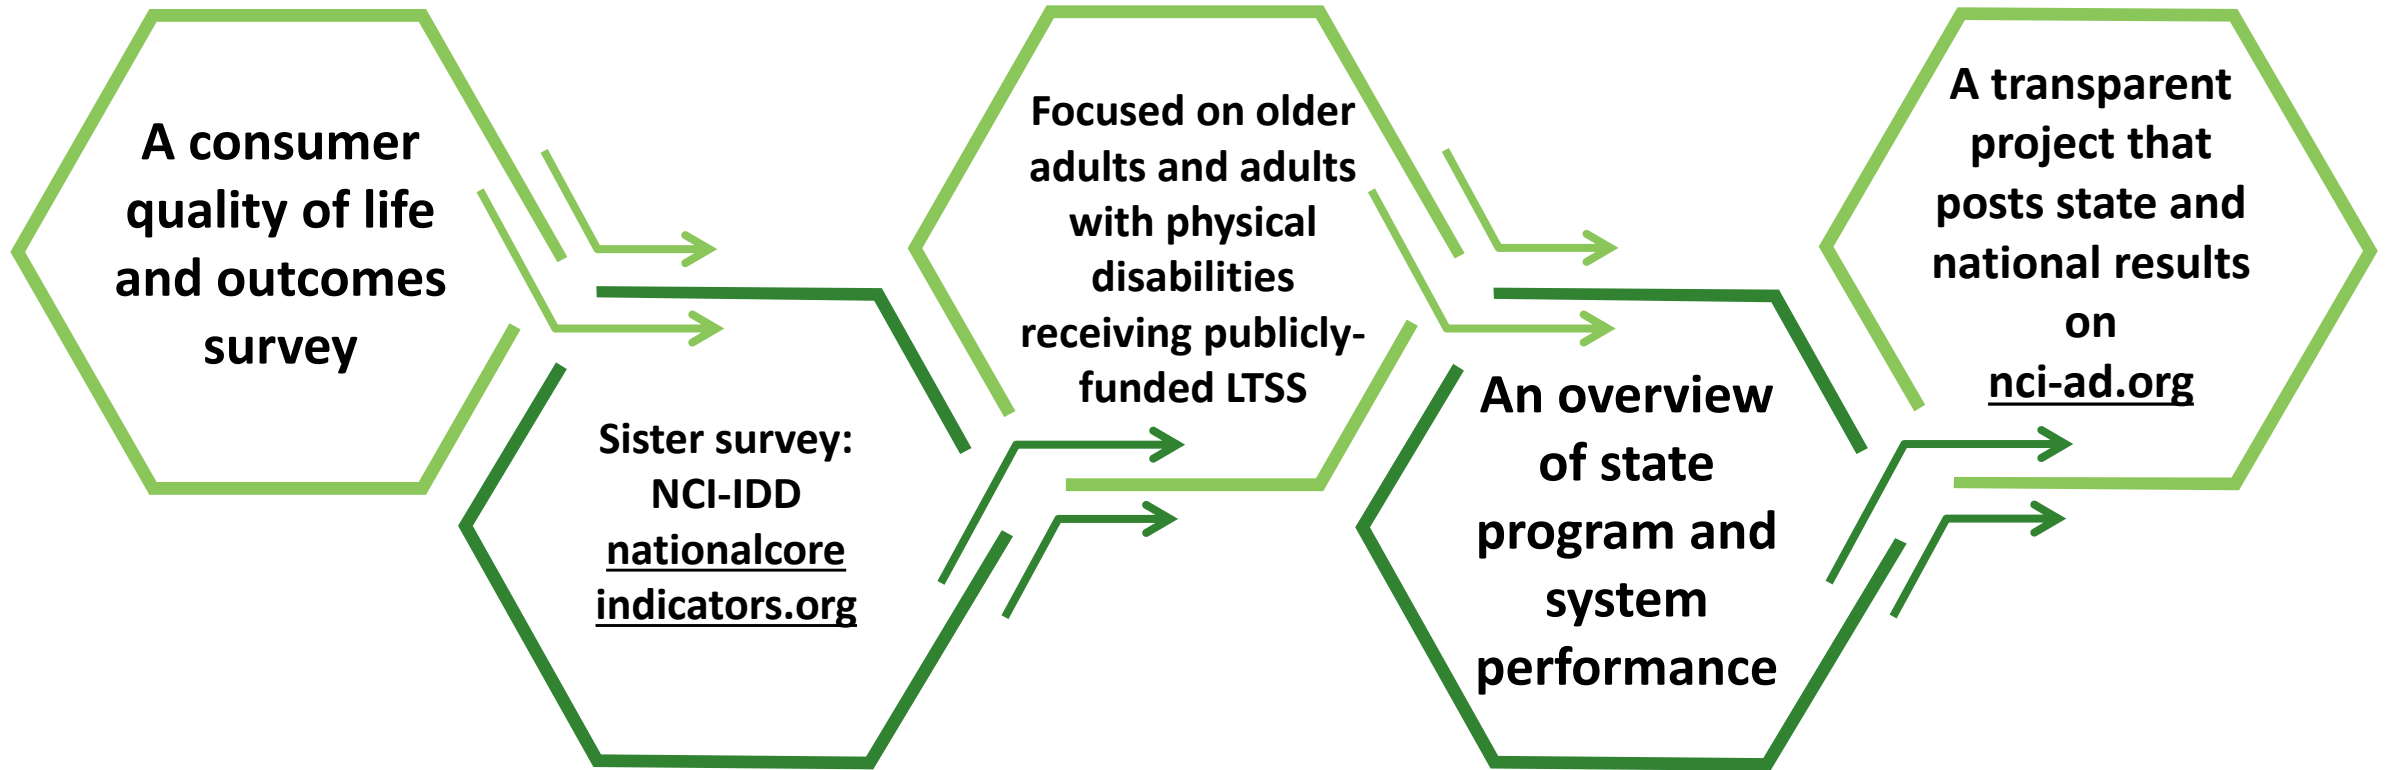 A consumer
quality of life
and outcomes
survey
Sister survey:
NCI-IDD
nationalcore
indicators.org
Focused on older
adults and adults
with physical
disabilities
receiving publicly-
funded LTSS
An overview
of state
program and
system
performance
A transparent
project that
posts state and
national results
on
nci-ad.org